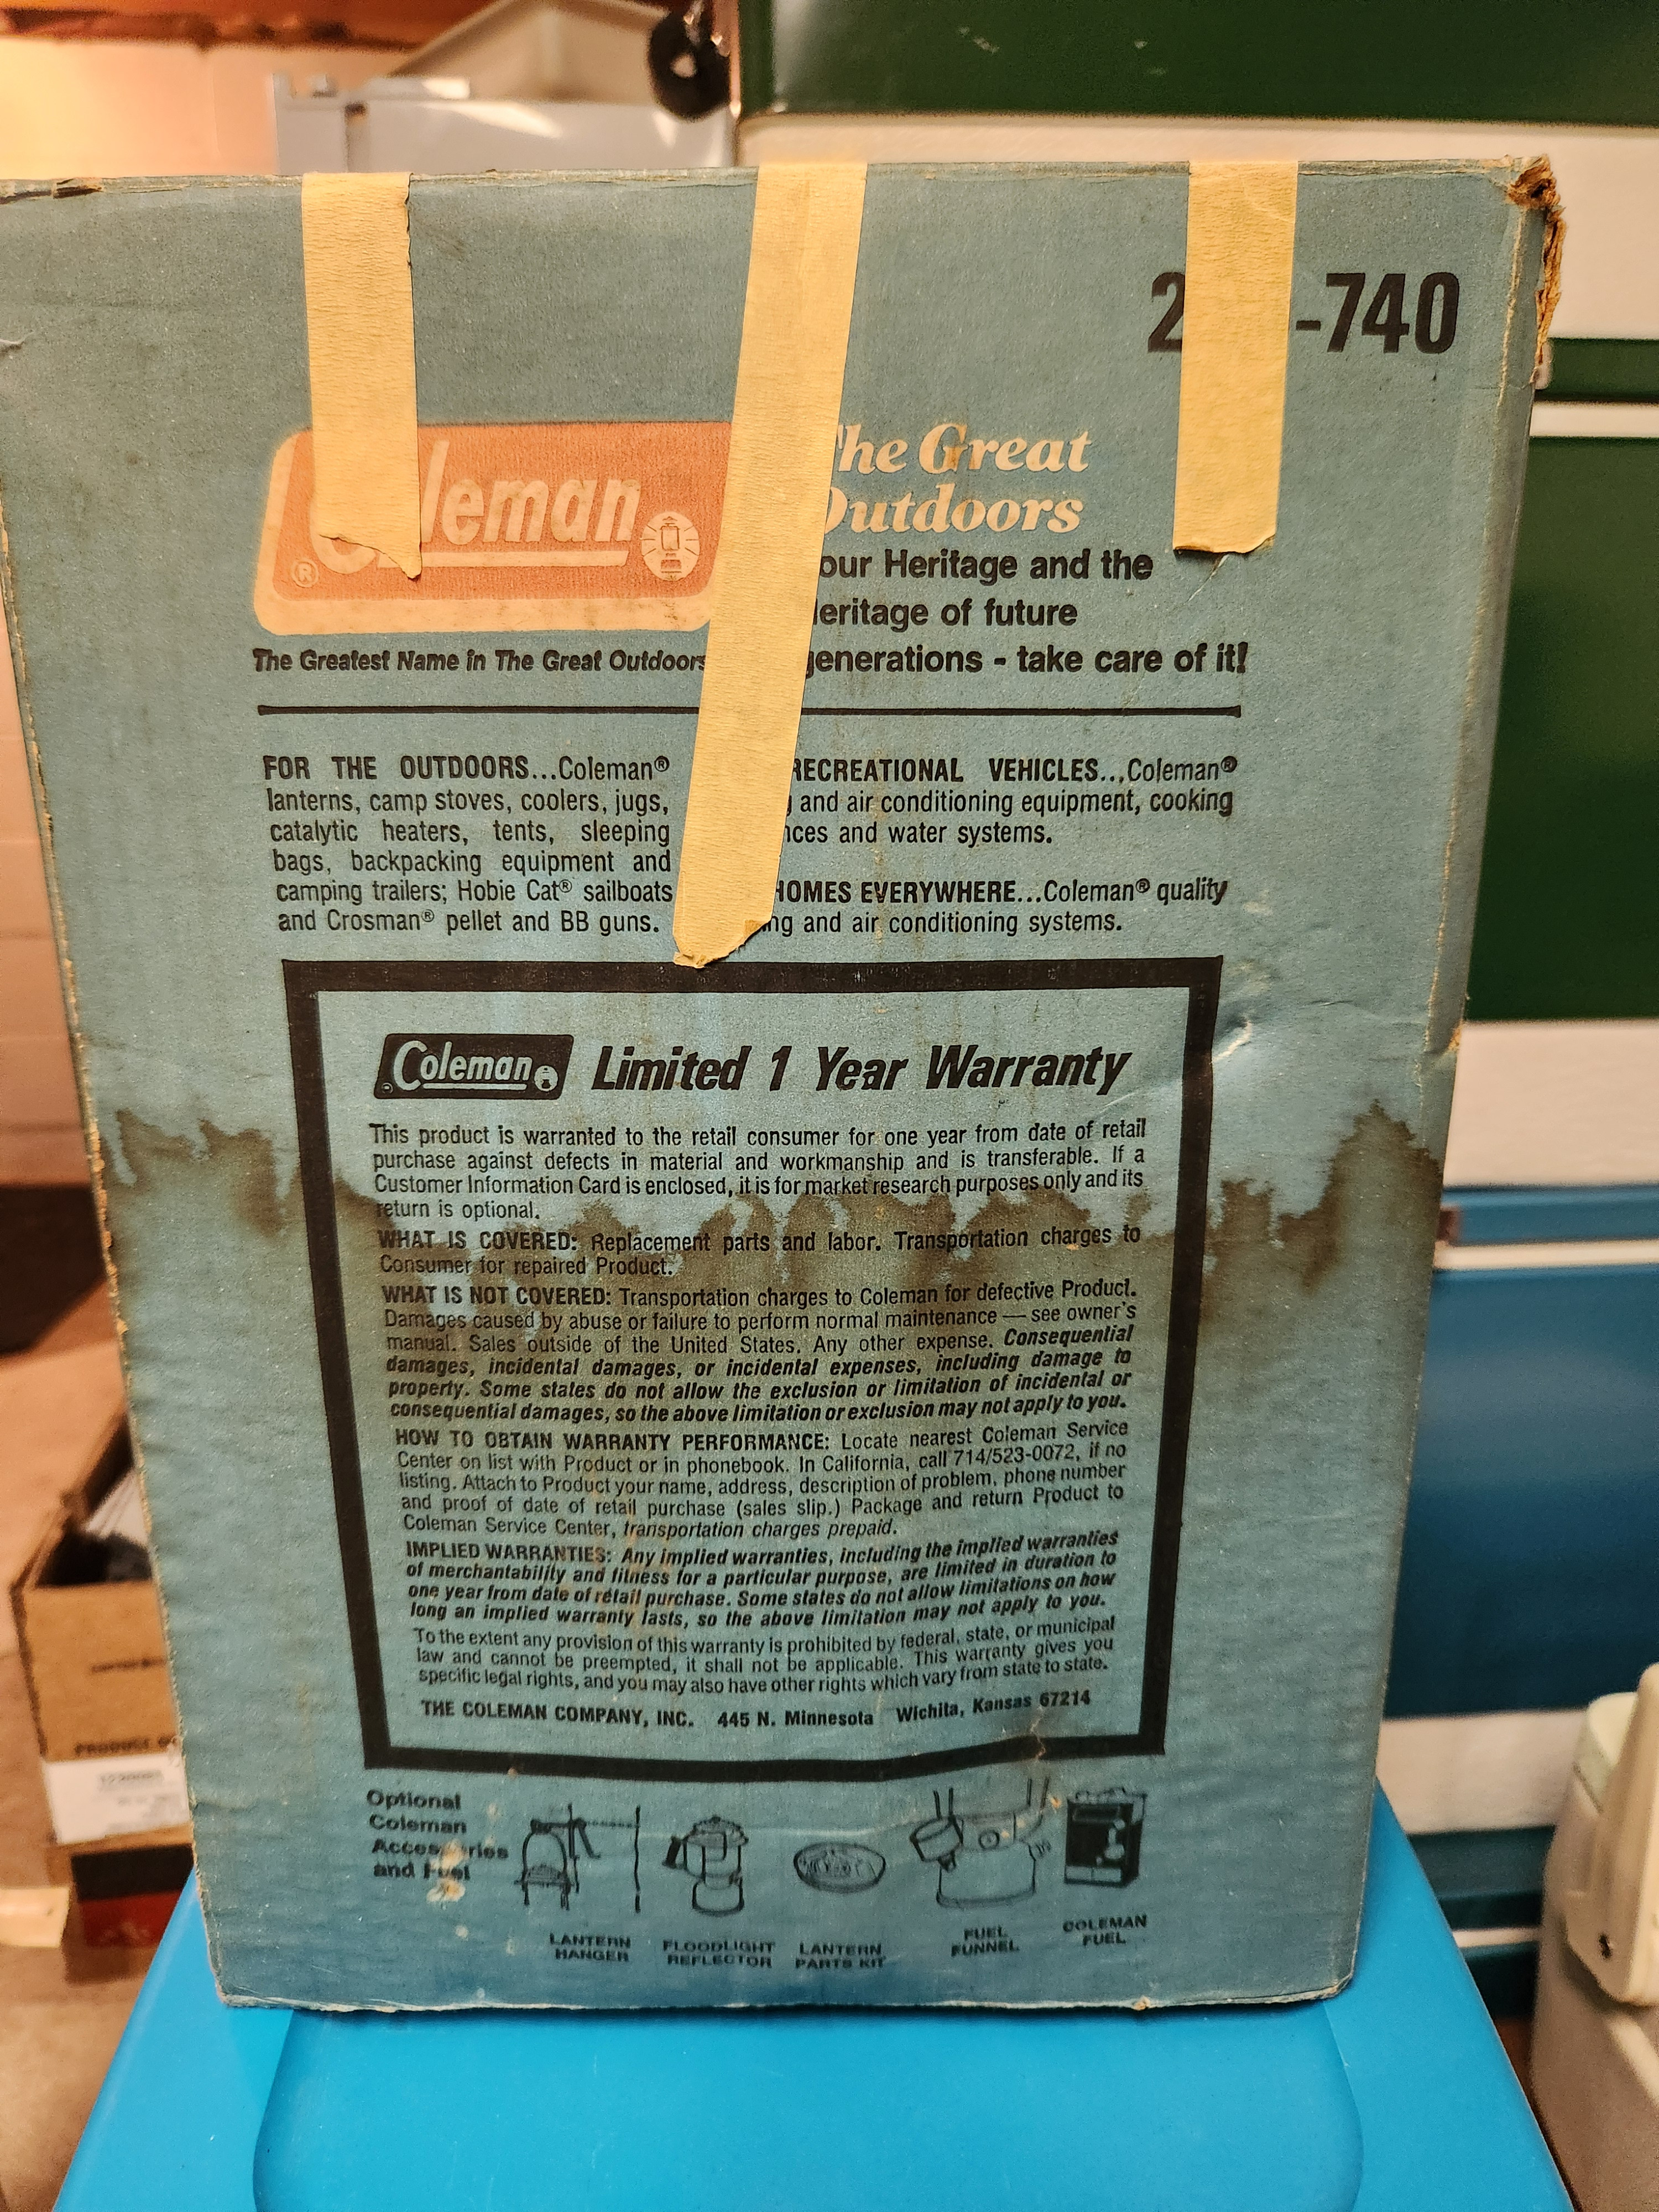 2 -740
Coleman
®
The Greatest Name in The Great Outdoors
he Great
Outdoors
our Heritage and the
eritage of future
generations - take care of it!
FOR THE OUTDOORS...Coleman®
lanterns, camp stoves, coolers, jugs,
catalytic heaters, tents, sleeping
bags, backpacking equipment and
camping trailers; Hobie Cat® sailboats
and Crosman® pellet and BB guns.
RECREATIONAL VEHICLES...Coleman®
and air conditioning equipment, cooking
nces and water systems.
HOMES EVERYWHERE...Coleman® quality
ng and air conditioning systems.
Coleman Limited 1 Year Warranty
This product is warranted to the retail consumer for one year from date of retail
purchase against defects in material and workmanship and is transferable. If a
Customer Information Card is enclosed, it is for market research purposes only and its
return is optional.
WHAT IS COVERED: Replacement parts and labor. Transportation charges to
Consumer for repaired Product.
WHAT IS NOT COVERED: Transportation charges to Coleman for defective Product.
Damages caused by abuse or failure to perform normal maintenance — see owner's
manual. Sales outside of the United States. Any other expense. Consequential
damages, incidental damages, or incidental expenses, including damage to
property. Some states do not allow the exclusion or limitation of incidental or
consequential damages, so the above limitation or exclusion may not apply to you.
HOW TO OBTAIN WARRANTY PERFORMANCE: Locate nearest Coleman Service
Center on list with Product or in phonebook. In California, call 714/523-0072, if no
listing. Attach to Product your name, address, description of problem, phone number
and proof of date of retail purchase (sales slip.) Package and return Product to
Coleman Service Center, transportation charges prepaid.
IMPLIED WARRANTIES: Any implied warranties, including the implied warranties
of merchantability and fitness for a particular purpose, are limited in duration to
one year from date of retail purchase. Some states do not allow limitations on how
long an implied warranty lasts, so the above limitation may not apply to you.
To the extent any provision of this warranty is prohibited by federal, state, or municipal
law and cannot be preempted, it shall not be applicable. This warranty gives you
specific legal rights, and you may also have other rights which vary from state to state.
THE COLEMAN COMPANY, INC. 445 N. Minnesota Wichita, Kansas 67214
Optional
Coleman
Accessories
and Fuel
LANTERN
HANGER
FLOODLIGHT
REFLECTOR
LANTERN
PARTS KIT
FUEL
FUNNEL
COLEMAN
FUEL
PRODUCT